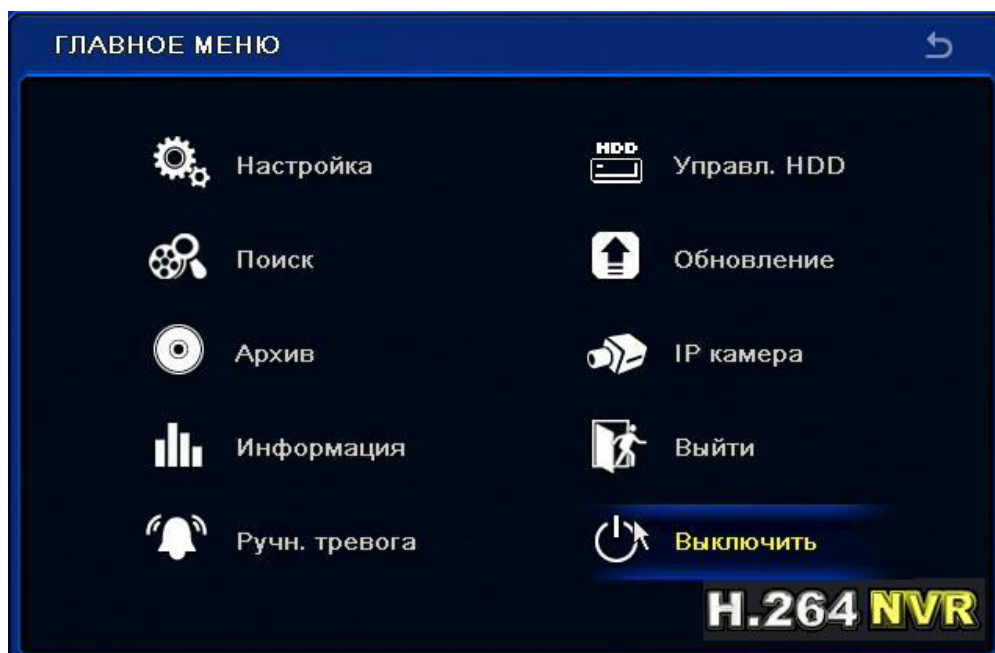 ГЛАВНОЕ МЕНЮ
Настройка
HDD
Управл. HDD
Поиск
Обновление
Архив
IP камера
Информация
Выйти
Ручн. тревога
Выключить
H.264 NVR